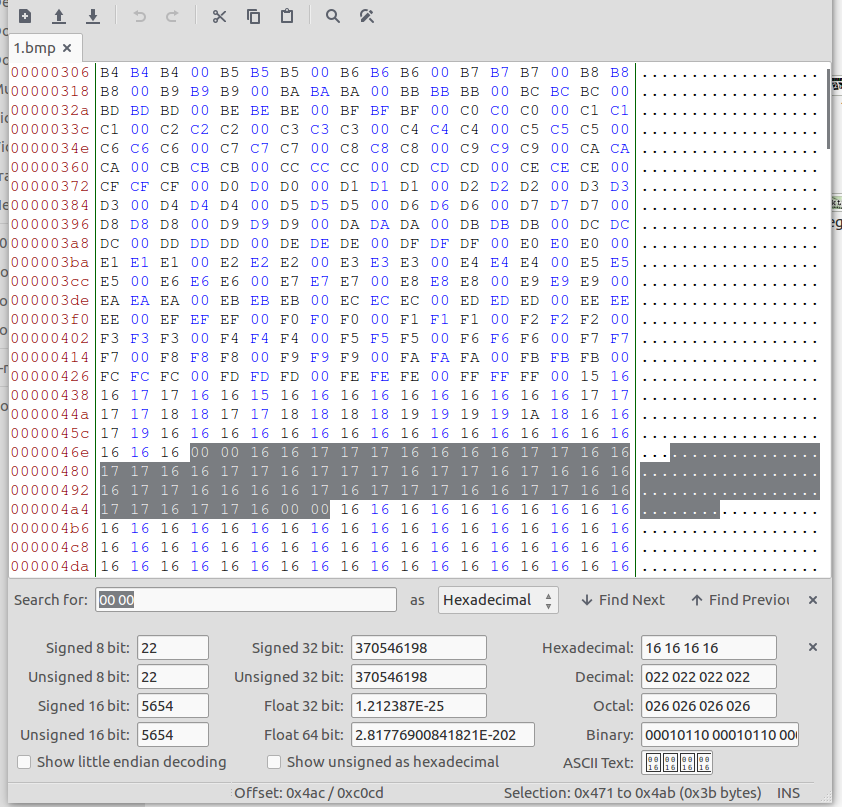 1.bmp ×
00000306 B4 B4 B4 00 B5 B5 B5 00 B6 B6 B6 00 B7 B7 B7 00 B8 B8 ..................
00000318 B8 00 B9 B9 B9 00 BA BA BA 00 BB BB BB 00 BC BC BC 00 ..................
0000032a BD BD BD 00 BE BE BE 00 BF BF BF 00 C0 C0 C0 00 C1 C1 ..................
0000033c C1 00 C2 C2 C2 00 C3 C3 C3 00 C4 C4 C4 00 C5 C5 C5 00 ..................
0000034e C6 C6 C6 00 C7 C7 C7 00 C8 C8 C8 00 C9 C9 C9 00 CA CA ..................
00000360 CA 00 CB CB CB 00 CC CC CC 00 CD CD CD 00 CE CE CE 00 ..................
00000372 CF CF CF 00 D0 D0 D0 00 D1 D1 D1 00 D2 D2 D2 00 D3 D3 ..................
00000384 D3 00 D4 D4 D4 00 D5 D5 D5 00 D6 D6 D6 00 D7 D7 D7 00 ..................
00000396 D8 D8 D8 00 D9 D9 D9 00 DA DA DA 00 DB DB DB 00 DC DC ..................
000003a8 DC 00 DD DD DD 00 DE DE DE 00 DF DF DF 00 E0 E0 E0 00 ..................
000003ba E1 E1 E1 00 E2 E2 E2 00 E3 E3 E3 00 E4 E4 E4 00 E5 E5 ..................
000003cc E5 00 E6 E6 E6 00 E7 E7 E7 00 E8 E8 E8 00 E9 E9 E9 00 ..................
000003de EA EA EA 00 EB EB EB 00 EC EC EC 00 ED ED ED 00 EE EE ..................
000003f0 EE 00 EF EF EF 00 F0 F0 F0 00 F1 F1 F1 00 F2 F2 F2 00 ..................
00000402 F3 F3 F3 00 F4 F4 F4 00 F5 F5 F5 00 F6 F6 F6 00 F7 F7 ..................
00000414 F7 00 F8 F8 F8 00 F9 F9 F9 00 FA FA FA 00 FB FB FB 00 ..................
00000426 FC FC FC 00 FD FD FD 00 FE FE FE 00 FF FF FF 00 15 16 ..................
00000438 16 17 17 16 16 15 16 16 16 16 17 16 16 16 16 16 17 17 ..................
0000044a 17 17 18 18 17 17 18 18 18 18 19 19 19 19 1A 18 16 16 ..................
0000045c 17 19 16 16 16 16 16 16 16 16 16 16 16 16 16 16 16 16 ..................
0000046e 16 16 16 00 00 16 16 17 17 17 16 16 16 16 17 17 16 16 ..................
00000480 17 17 16 16 17 17 16 17 16 16 16 16 16 16 17 17 16 16 ..................
00000492 16 17 17 16 16 16 16 17 16 17 17 17 16 16 17 17 16 16 ..................
000004a4 17 17 16 17 17 16 00 00 16 16 16 16 16 16 16 16 16 16 ..................
000004b6 16 16 16 16 16 16 16 16 16 16 16 16 16 16 16 16 16 16 ..................
000004c8 16 16 16 16 16 16 16 16 16 16 16 16 16 16 16 16 16 16 ..................
000004da 16 16 16 16 16 16 16 16 16 16 16 16 16 16 16 16 16 16 ..................
Search for: 00 00 as Hexadecimal Find Next Find Previou ×
Signed 8 bit: 22 Signed 32 bit: 370546198 Hexadecimal: 16 16 16 16 ×
Unsigned 8 bit: 22 Unsigned 32 bit: 370546198 Decimal: 022 022 022 022
Signed 16 bit: 5654 Float 32 bit: 1.212387E-25 Octal: 026 026 026 026
Unsigned 16 bit: 5654 Float 64 bit: 2.81776900841821E-202 Binary: 00010110 00010110 000
Show little endian decoding Show unsigned as hexadecimal ASCII Text: 0016 0016 0016 0016
Offset: 0x4ac / 0xc0cd Selection: 0x471 to 0x4ab (0x3b bytes) INS